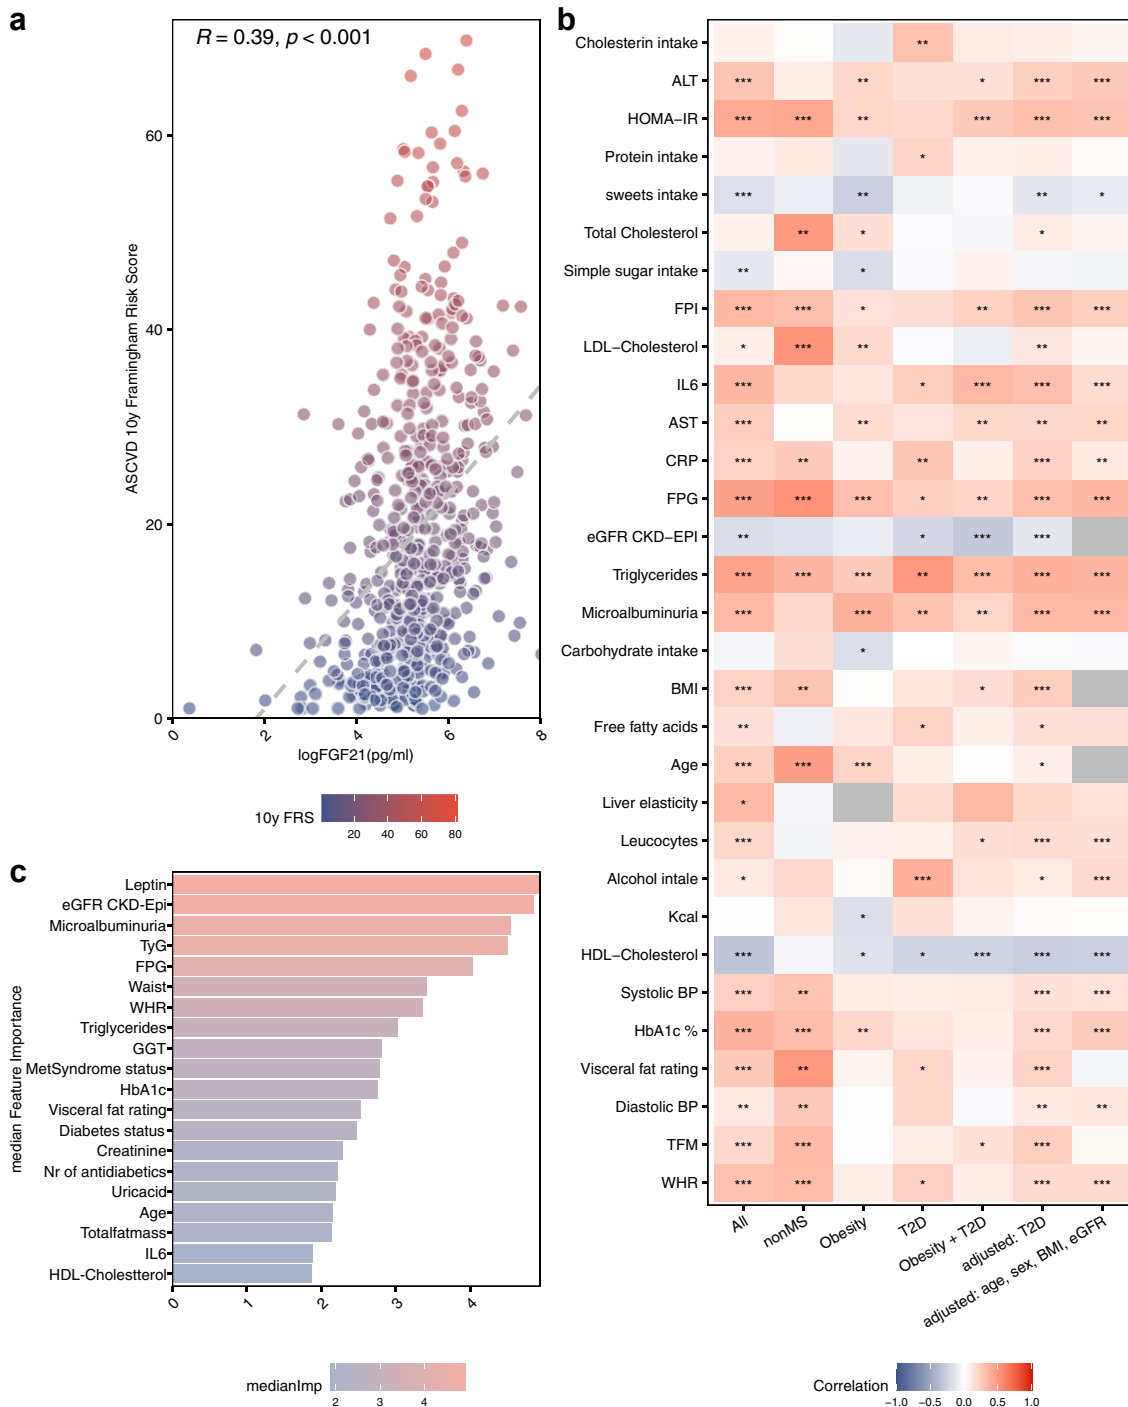 a
R = 0.39, p < 0.001
ASCVD 10y Framingham Risk Score
60
40
20
0
0
2
4
6
8
logFGF21(pg/ml)
10y FRS
20
40
60
80
b
Cholesterin intake
**
ALT
***
**
*
***
***
HOMA−IR
***
***
**
***
***
***
Protein intake
*
sweets intake
***
**
**
*
Total Cholesterol
**
*
*
Simple sugar intake
**
*
FPI
***
***
*
**
***
***
LDL−Cholesterol
*
***
**
**
IL6
***
*
***
***
***
AST
***
**
**
**
**
CRP
***
**
**
***
**
FPG
***
***
***
*
**
***
***
eGFR CKD−EPI
**
*
***
***
Triglycerides
***
***
***
**
***
***
***
Microalbuminuria
***
***
**
**
***
***
Carbohydrate intake
*
BMI
***
**
*
***
Free fatty acids
**
*
*
Age
***
***
***
*
Liver elasticity
*
Leucocytes
***
*
***
***
Alcohol intale
*
***
*
***
Kcal
*
HDL−Cholesterol
***
*
*
***
***
***
Systolic BP
***
**
***
***
HbA1c %
***
***
**
***
***
Visceral fat rating
***
**
*
***
Diastolic BP
**
**
**
**
TFM
***
***
*
***
WHR
***
***
*
***
***
All
nonMS
Obesity
T2D
Obesity + T2D
adjusted: T2D
adjusted: age, sex, BMI, eGFR
Correlation
−1.0
−0.5
0.0
0.5
1.0
c
median Feature Importance
Leptin
eGFR CKD-Epi
Microalbuminuria
TyG
FPG
Waist
WHR
Triglycerides
GGT
MetSyndrome status
HbA1c
Visceral fat rating
Diabetes status
Creatinine
Nr of antidiabetics
Uricacid
Age
Totalfatmass
IL6
HDL-Cholestterol
0
1
2
3
4
medianImp
2
3
4